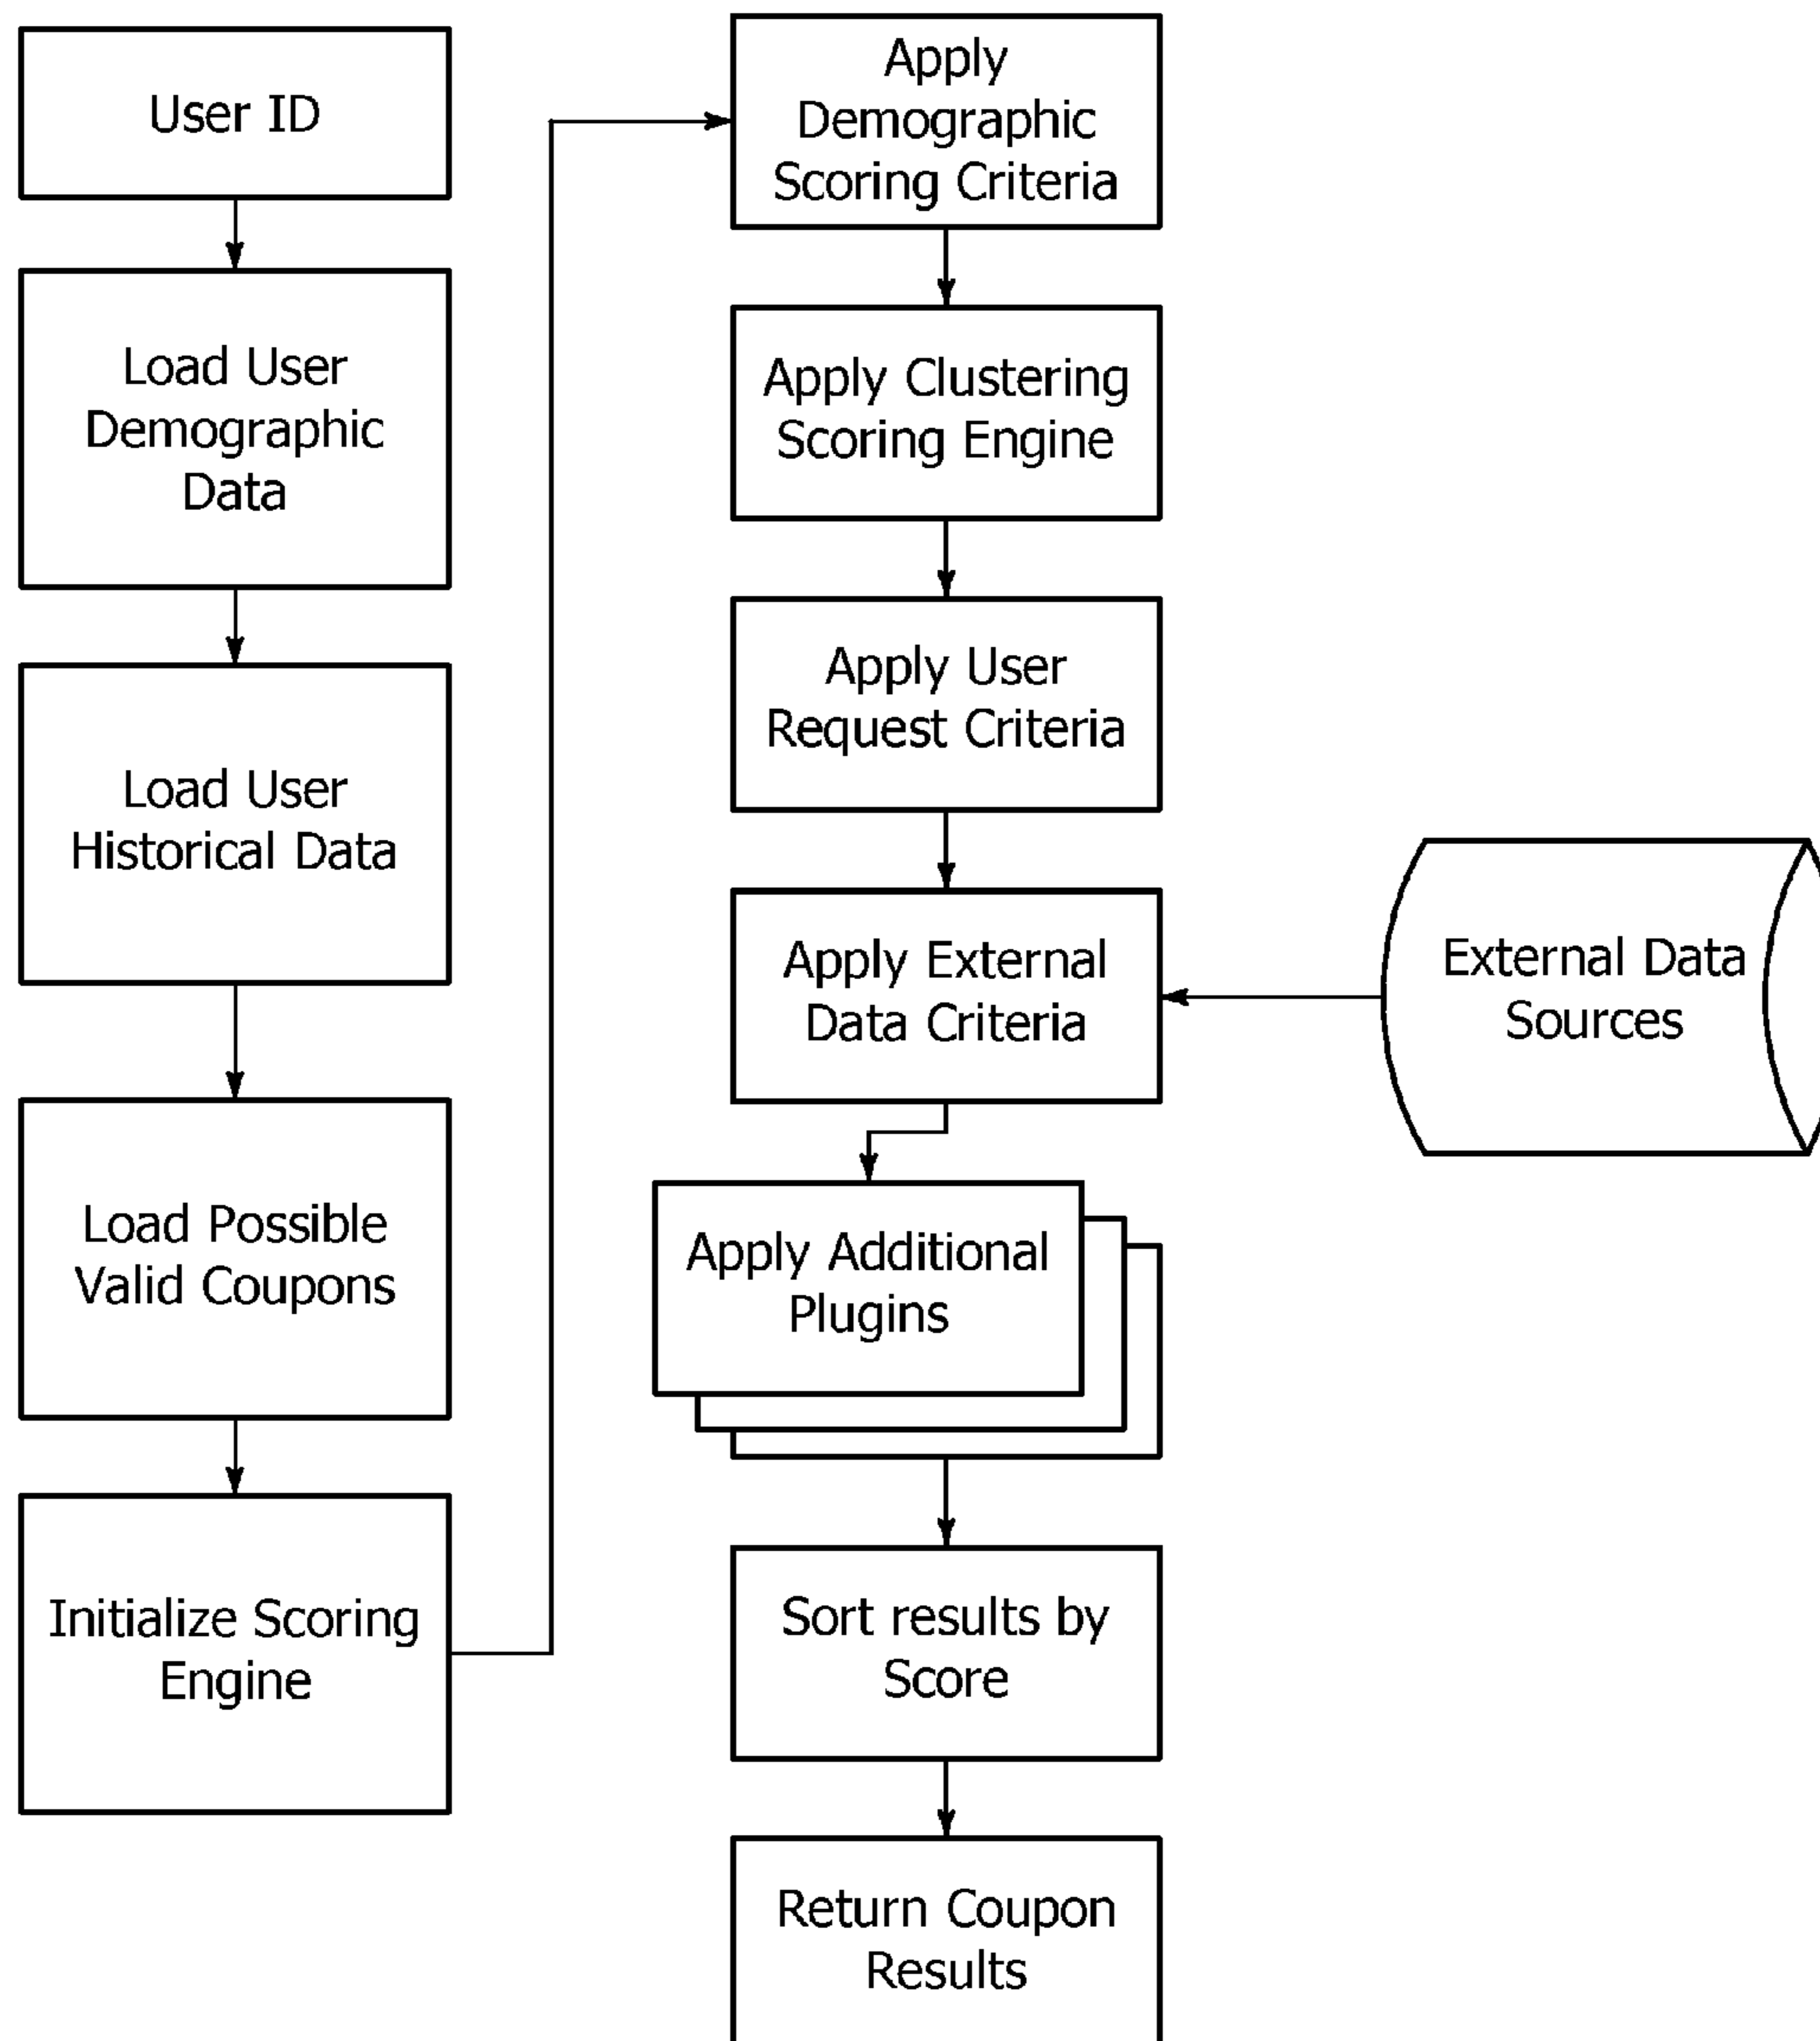 User ID
Load User
Demographic
Data
Load User
Historical Data
Load Possible
Valid Coupons
Initialize Scoring
Engine
Apply
Demographic
Scoring Criteria
Apply Clustering
Scoring Engine
Apply User
Request Criteria
Apply External
Data Criteria
External Data
Sources
Apply Additional
Plugins
Sort results by
Score
Return Coupon
Results